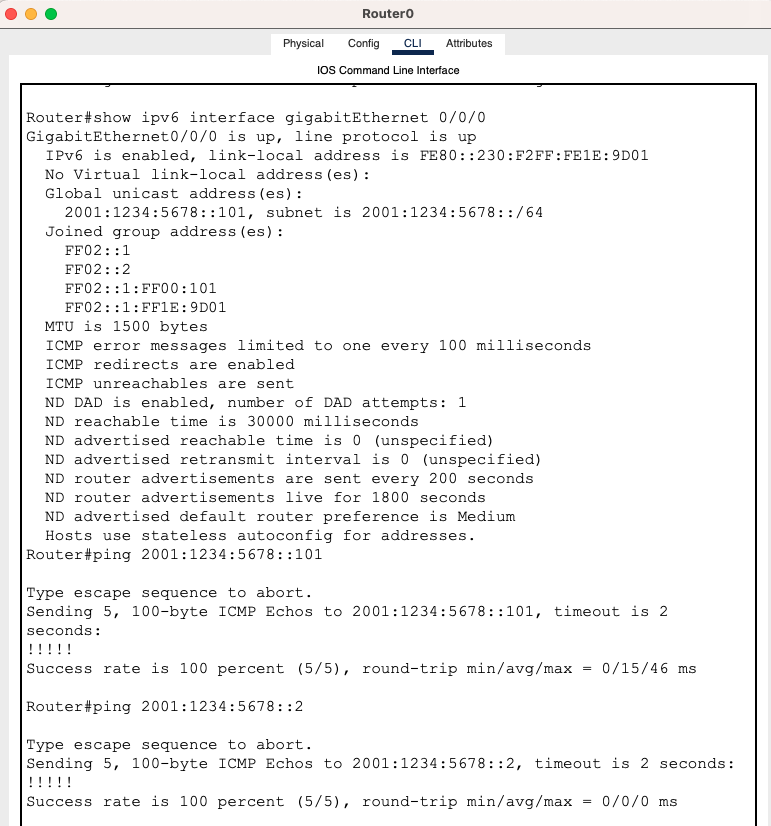 Router0
Physical Config CLI Attributes
IOS Command Line Interface
Router#show ipv6 interface gigabitEthernet 0/0/0
GigabitEthernet0/0/0 is up, line protocol is up
IPv6 is enabled, link-local address is FE80::230:F2FF:FE1E:9D01
No Virtual link-local address(es):
Global unicast address(es):
2001:1234:5678::101, subnet is 2001:1234:5678::/64
Joined group address(es):
FF02::1
FF02::2
FF02::1:FF00:101
FF02::1:FF1E:9D01
MTU is 1500 bytes
ICMP error messages limited to one every 100 milliseconds
ICMP redirects are enabled
ICMP unreachables are sent
ND DAD is enabled, number of DAD attempts: 1
ND reachable time is 30000 milliseconds
ND advertised reachable time is 0 (unspecified)
ND advertised retransmit interval is 0 (unspecified)
ND router advertisements are sent every 200 seconds
ND router advertisements live for 1800 seconds
ND advertised default router preference is Medium
Hosts use stateless autoconfig for addresses.
Router#ping 2001:1234:5678::101
Type escape sequence to abort.
Sending 5, 100-byte ICMP Echos to 2001:1234:5678::101, timeout is 2
seconds:
!!!!!
Success rate is 100 percent (5/5), round-trip min/avg/max = 0/15/46 ms
Router#ping 2001:1234:5678::2
Type escape sequence to abort.
Sending 5, 100-byte ICMP Echos to 2001:1234:5678::2, timeout is 2 seconds:
!!!!!
Success rate is 100 percent (5/5), round-trip min/avg/max = 0/0/0 ms